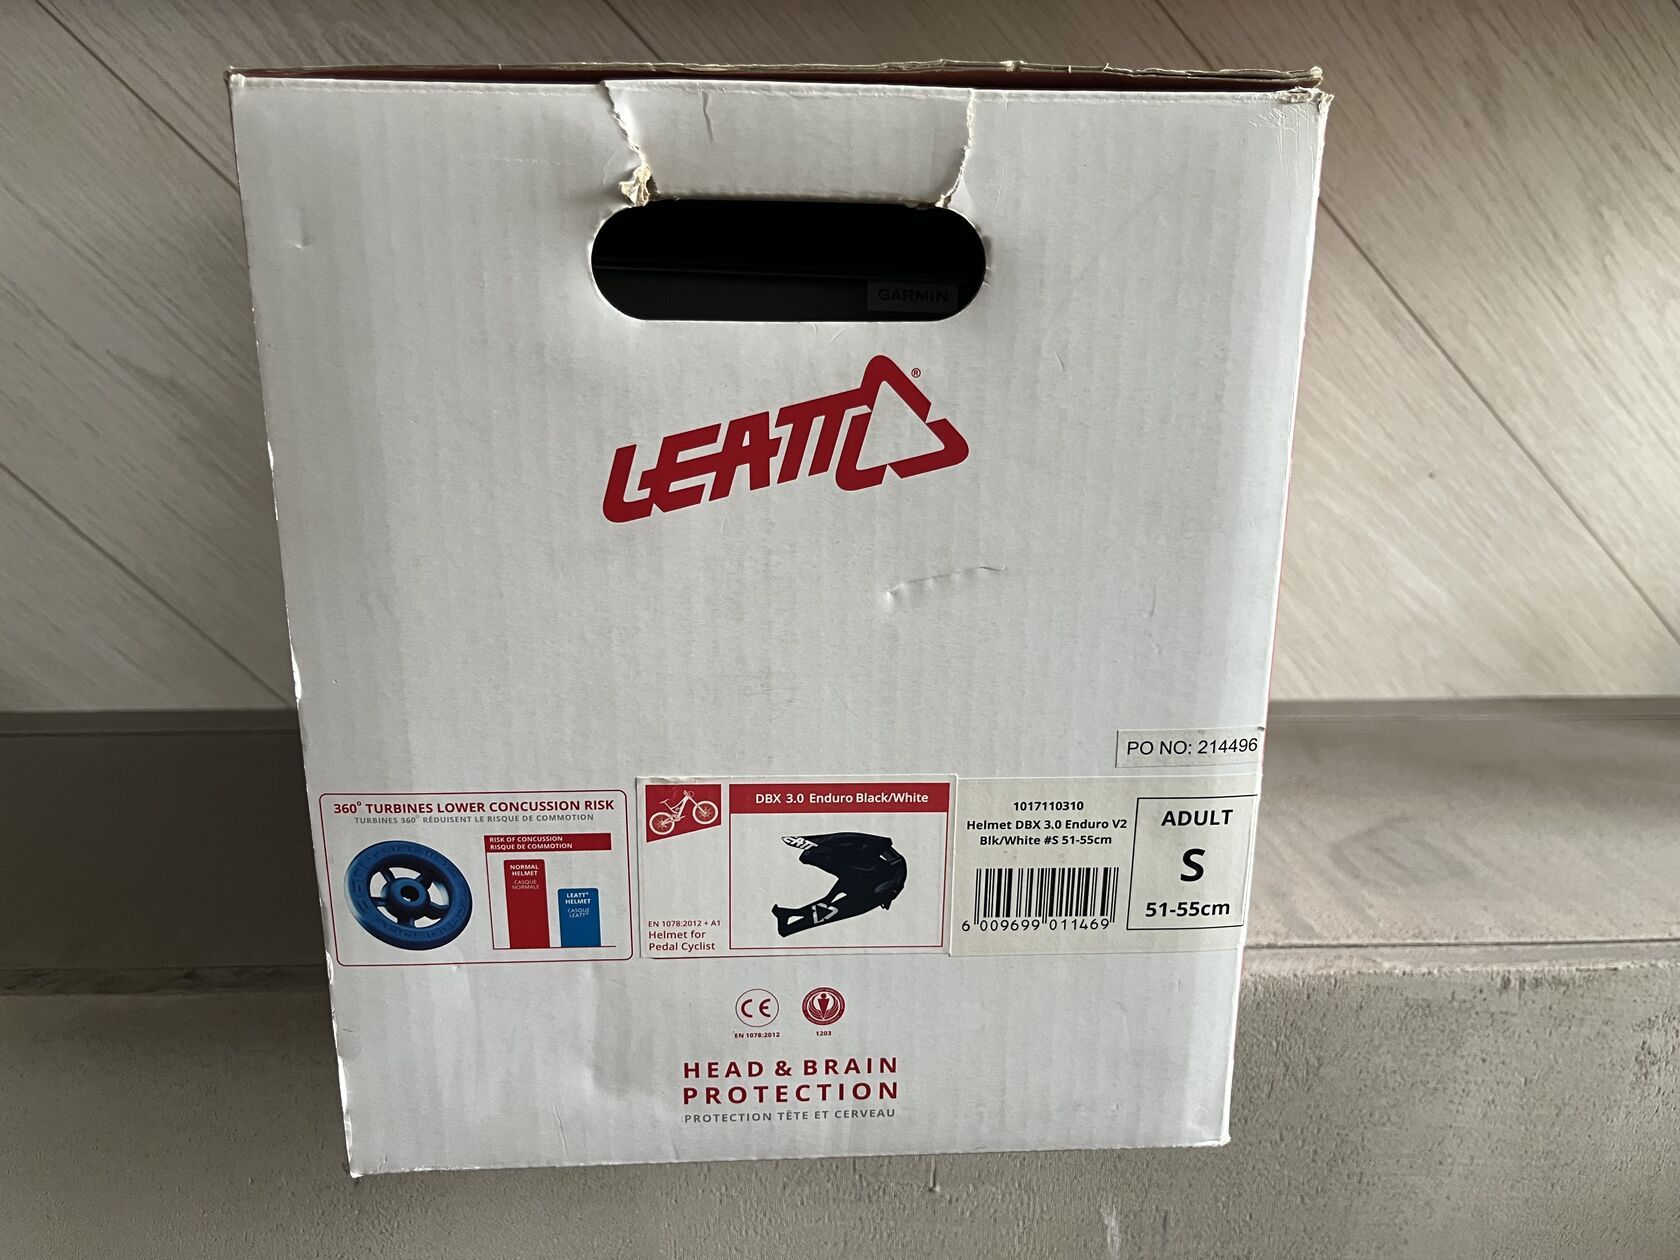 GARMIN
LEATT®
PO NO: 214496
360° TURBINES LOWER CONCUSSION RISK
TURBINES 360° RÉDUISENT LE RISQUE DE COMMOTION
RISK OF CONCUSSION
RISQUE DE COMMOTION
NORMAL
HELMET
CASQUE
NORMALE
LEATT®
HELMET
CASQUE
LEATT®
EN 1078:2012 + A1
Helmet for
Pedal Cyclist
DBX 3.0 Enduro Black/White
LEATT
1017110310
Helmet DBX 3.0 Enduro V2
Blk/White #S 51-55cm
6 009699 011469
ADULT
S
51-55cm
CE
EN 1078:2012
1203
HEAD & BRAIN
PROTECTION
PROTECTION TÊTE ET CERVEAU